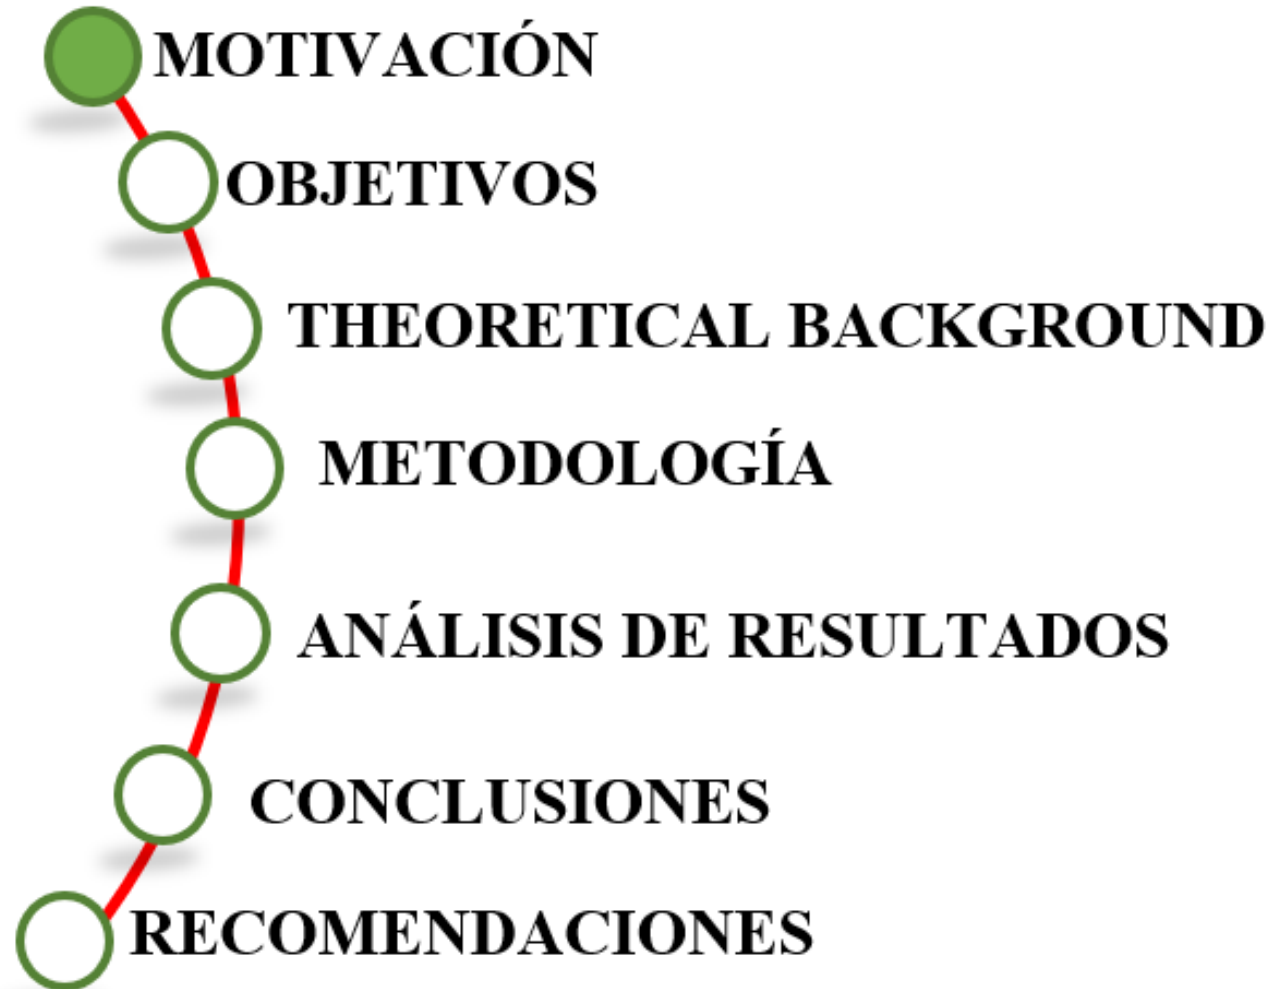 MOTIVACIÓN
OBJETIVOS
THEORETICAL BACKGROUND
METODOLOGÍA
ANÁLISIS DE RESULTADOS
CONCLUSIONES
RECOMENDACIONES